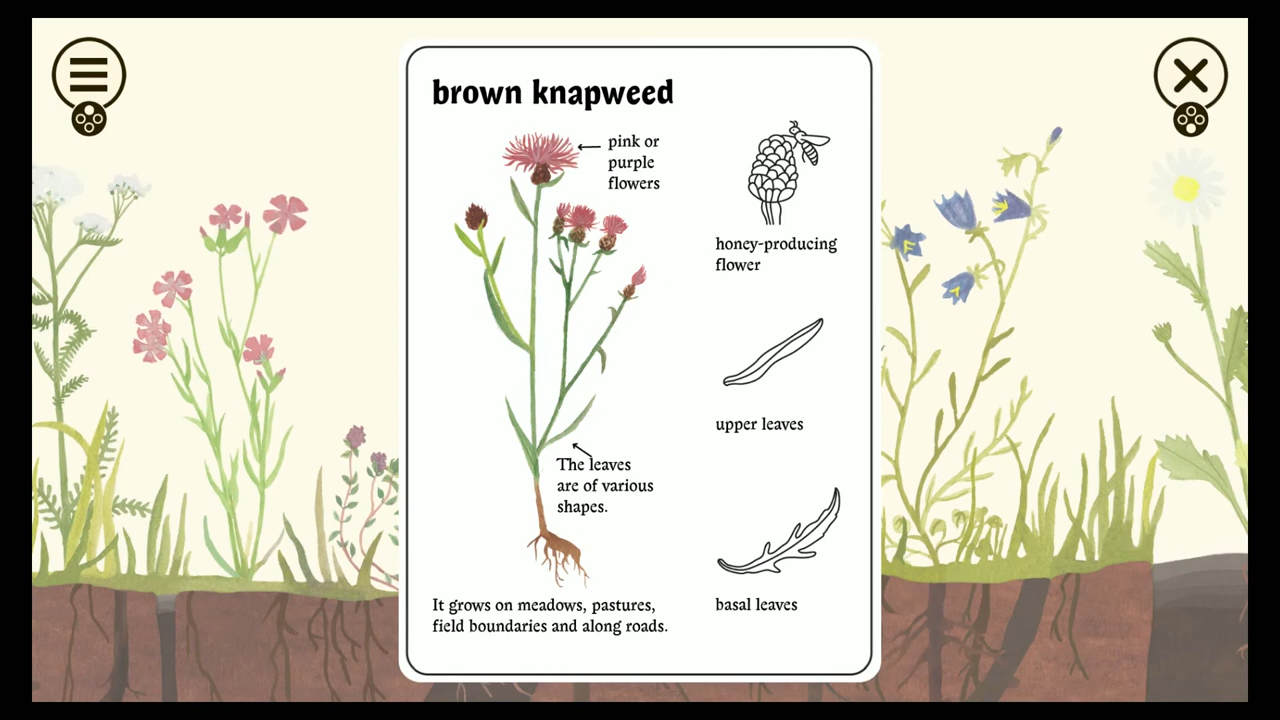 brown knapweed
pink or
purple
flowers
honey-producing
flower
upper leaves
The leaves
are of various
shapes.
basal leaves
It grows on meadows, pastures,
field boundaries and along roads.